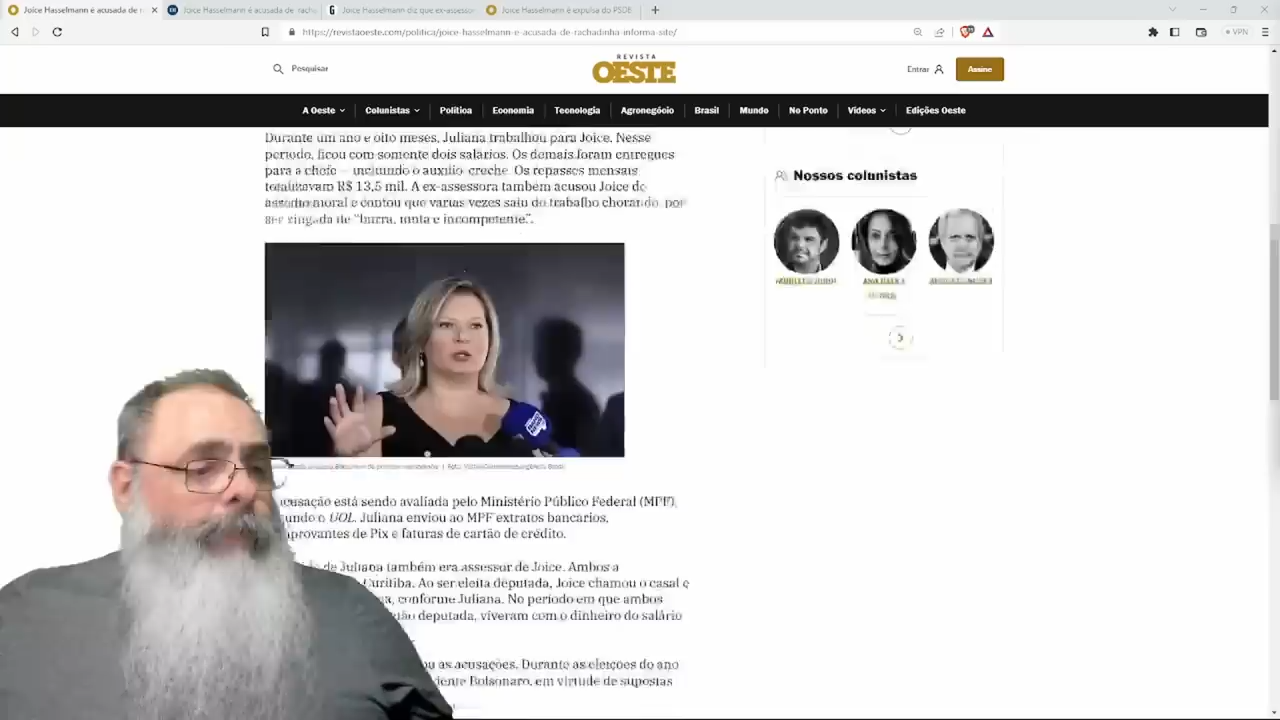 Joice Hasselmann é acusada de r
Joice Hasselmann é acusada de 'rachu
Joice Hasselmann diz que ex-assessor
Joice Hasselmann é expulsa do PSDB
https://revistaoeste.com/politica/joice-hasselmann-e-acusada-de-rachadinha-informa-site/
VPN
Pesquisar
REVISTA
OESTE
Entrar
Assine
A Oeste
Colunistas
Política
Economia
Tecnologia
Agronegócio
Brasil
Mundo
No Ponto
Vídeos
Edições Oeste
Durante um ano e oito meses, Juliana trabalhou para Joice. Nesse
período, ficou com somente dois salários. Os demais foram entregues
para a chefe — incluindo o auxílio-creche. Os repasses mensais
totalizavam R$ 13,5 mil. A ex-assessora também acusou Joice de
assédio moral e contou que várias vezes saiu do trabalho chorando, por
ser xingada de "burra, tonta e incompetente".
Nossos colunistas
acusação está sendo avaliada pelo Ministério Público Federal (MPF),
undo o UOL. Juliana enviou ao MPF extratos bancários,
mprovantes de Pix e faturas de cartão de crédito.
de Juliana também era assessor de Joice. Ambos a
Curitiba. Ao ser eleita deputada, Joice chamou o casal e
conforme Juliana. No período em que ambos
deputada, viveram com o dinheiro do salário
ou as acusações. Durante as eleições do ano
dente Bolsonaro, em virtude de supostas